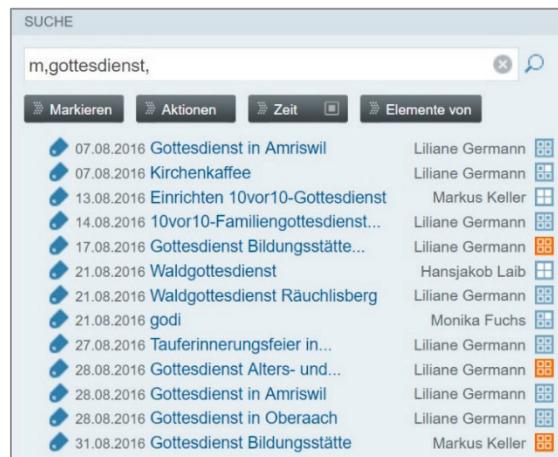 SUCHE
m,gottesdienst,
Markieren Aktionen Zeit Elemente von
07.08.2016 Gottesdienst in Amriswil Liliane Germann
07.08.2016 Kirchenkaffee Liliane Germann
13.08.2016 Einrichten 10vor10-Gottesdienst Markus Keller
14.08.2016 10vor10-Familiengottesdienst... Liliane Germann
17.08.2016 Gottesdienst Bildungsstätte... Liliane Germann
21.08.2016 Waldgottesdienst Hansjakob Laib
21.08.2016 Waldgottesdienst Räuchlisberg Liliane Germann
21.08.2016 godi Monika Fuchs
27.08.2016 Tauferinnerungsfeier in... Liliane Germann
28.08.2016 Gottesdienst Alters- und... Liliane Germann
28.08.2016 Gottesdienst in Amriswil Liliane Germann
28.08.2016 Gottesdienst in Oberaach Liliane Germann
31.08.2016 Gottesdienst Bildungsstätte Markus Keller